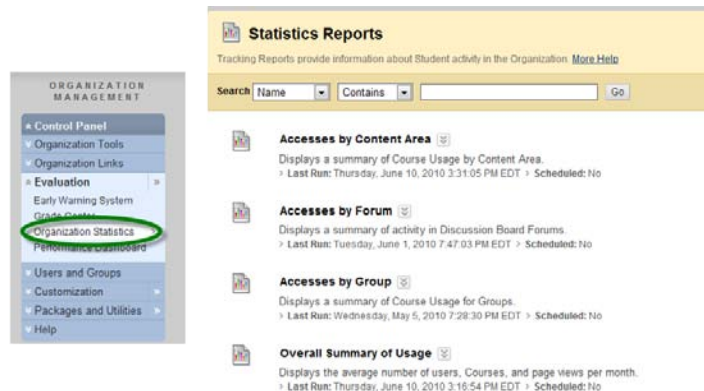 ORGANIZATION
MANAGEMENT
Control Panel
Organization Tools
Organization Links
Evaluation
Early Warning System
Grade Center
Organization Statistics
Performance Dashboard
Users and Groups
Customization
Packages and Utilities
Help
Statistics Reports
Tracking Reports provide information about Student activity in the Organization. More Help
Search Name Contains Go
Accesses by Content Area
Displays a summary of Course Usage by Content Area.
> Last Run: Thursday, June 10, 2010 3:31:05 PM EDT > Scheduled: No
Accesses by Forum
Displays a summary of activity in Discussion Board Forums.
> Last Run: Tuesday, June 1, 2010 7:47:03 PM EDT > Scheduled: No
Accesses by Group
Displays a summary of Course Usage for Groups.
> Last Run: Wednesday, May 5, 2010 7:28:30 PM EDT > Scheduled: No
Overall Summary of Usage
Displays the average number of users, Courses, and page views per month.
> Last Run: Thursday, June 10, 2010 3:16:54 PM EDT > Scheduled: No